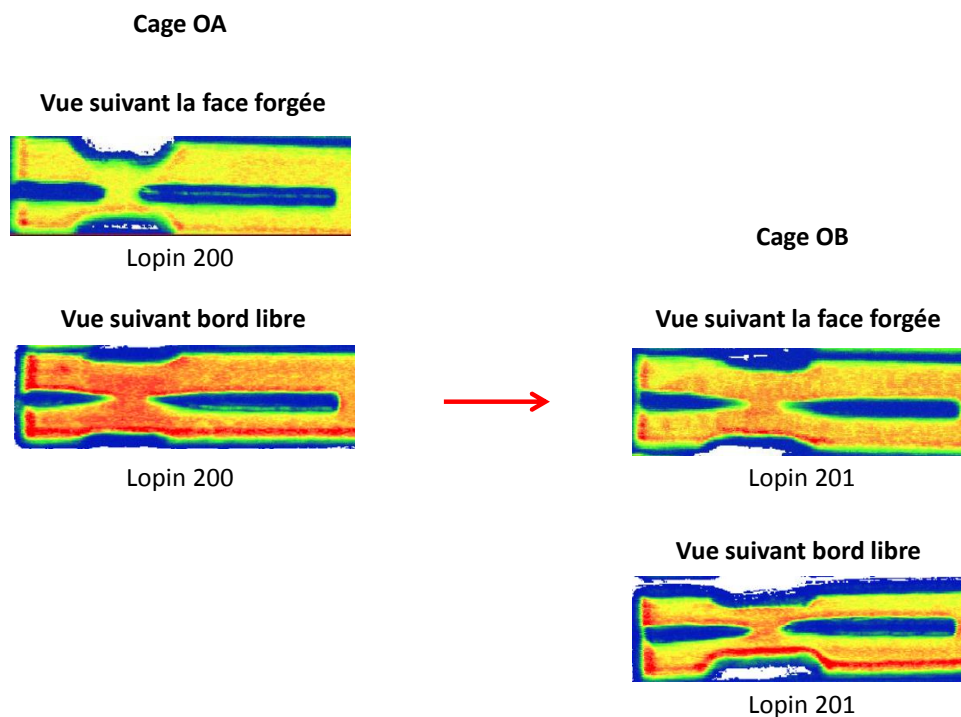 Cage OA
Vue suivant la face forgée
Lopin 200
Vue suivant bord libre
Lopin 200
Cage OB
Vue suivant la face forgée
Lopin 201
Vue suivant bord libre
Lopin 201